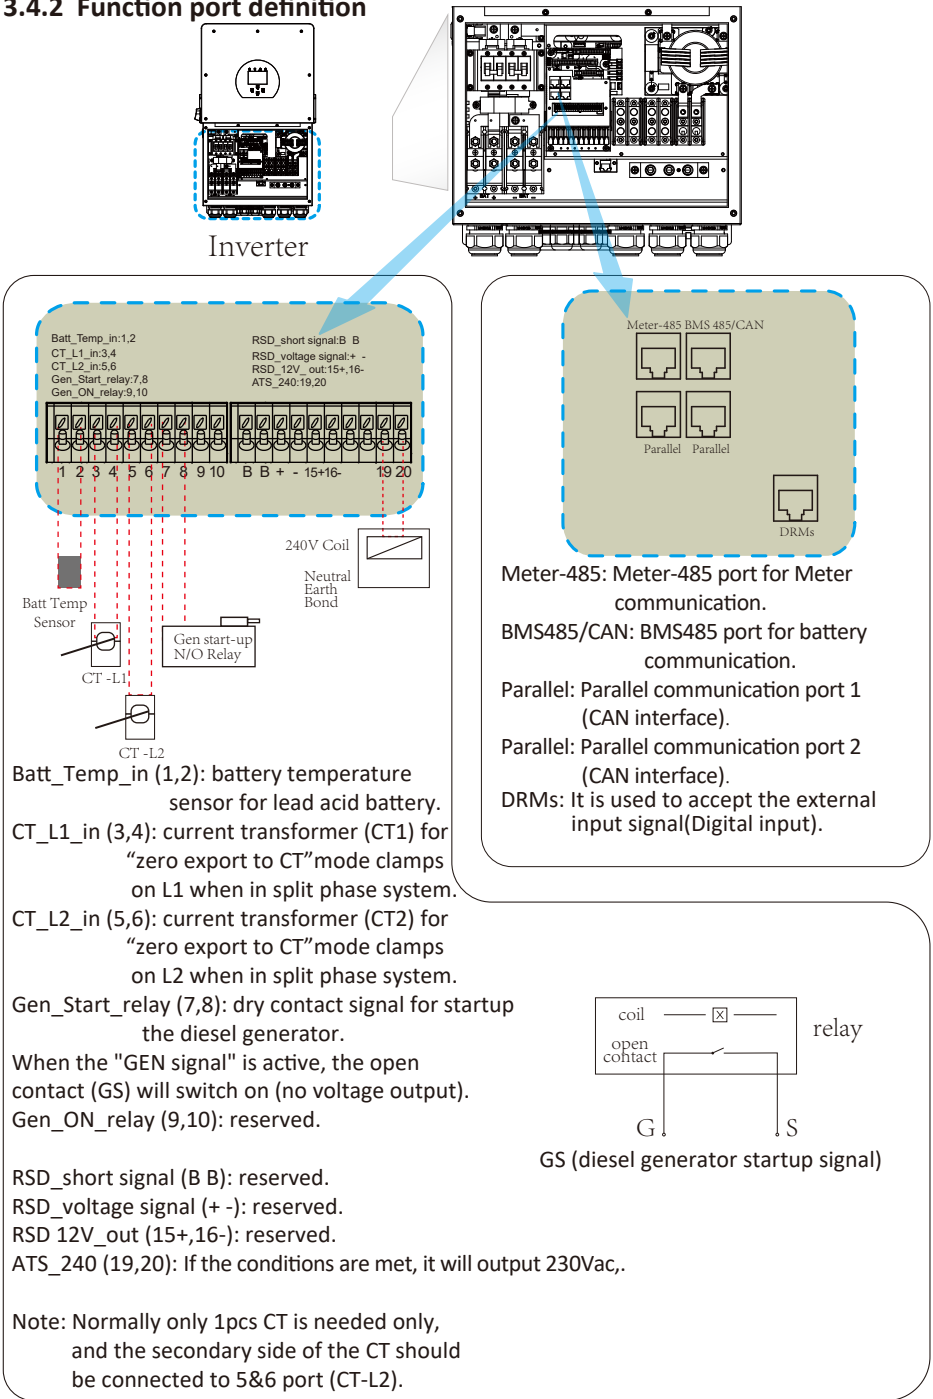 3.4.2 Function port definition
Inverter
Batt_Temp_in:1,2
CT_L1_in:3,4
CT_L2_in:5,6
Gen_Start_relay:7,8
Gen_ON_relay:9,10
RSD_short signal:B B
RSD_voltage signal:+ -
RSD_12V_ out:15+,16-
ATS_240:19,20
1 2 3 4 5 6 7 8 9 10 B B + - 15+16- 19 20
240V Coil
Neutral
Earth
Bond
Batt Temp
Sensor
Gen start-up
N/O Relay
CT -L1
CT -L2
Meter-485 BMS 485/CAN
Parallel Parallel
DRMs
Meter-485: Meter-485 port for Meter
communication.
BMS485/CAN: BMS485 port for battery
communication.
Parallel: Parallel communication port 1
(CAN interface).
Parallel: Parallel communication port 2
(CAN interface).
DRMs: It is used to accept the external
input signal(Digital input).
Batt_Temp_in (1,2): battery temperature
sensor for lead acid battery.
CT_L1_in (3,4): current transformer (CT1) for
“zero export to CT”mode clamps
on L1 when in split phase system.
CT_L2_in (5,6): current transformer (CT2) for
“zero export to CT”mode clamps
on L2 when in split phase system.
Gen_Start_relay (7,8): dry contact signal for startup
the diesel generator.
When the "GEN signal" is active, the open
contact (GS) will switch on (no voltage output).
Gen_ON_relay (9,10): reserved.
RSD_short signal (B B): reserved.
RSD_voltage signal (+ -): reserved.
RSD 12V_out (15+,16-): reserved.
ATS_240 (19,20): If the conditions are met, it will output 230Vac,.
Note: Normally only 1pcs CT is needed only,
and the secondary side of the CT should
be connected to 5&6 port (CT-L2).
coil
X
open
contact
relay
G S
GS (diesel generator startup signal)